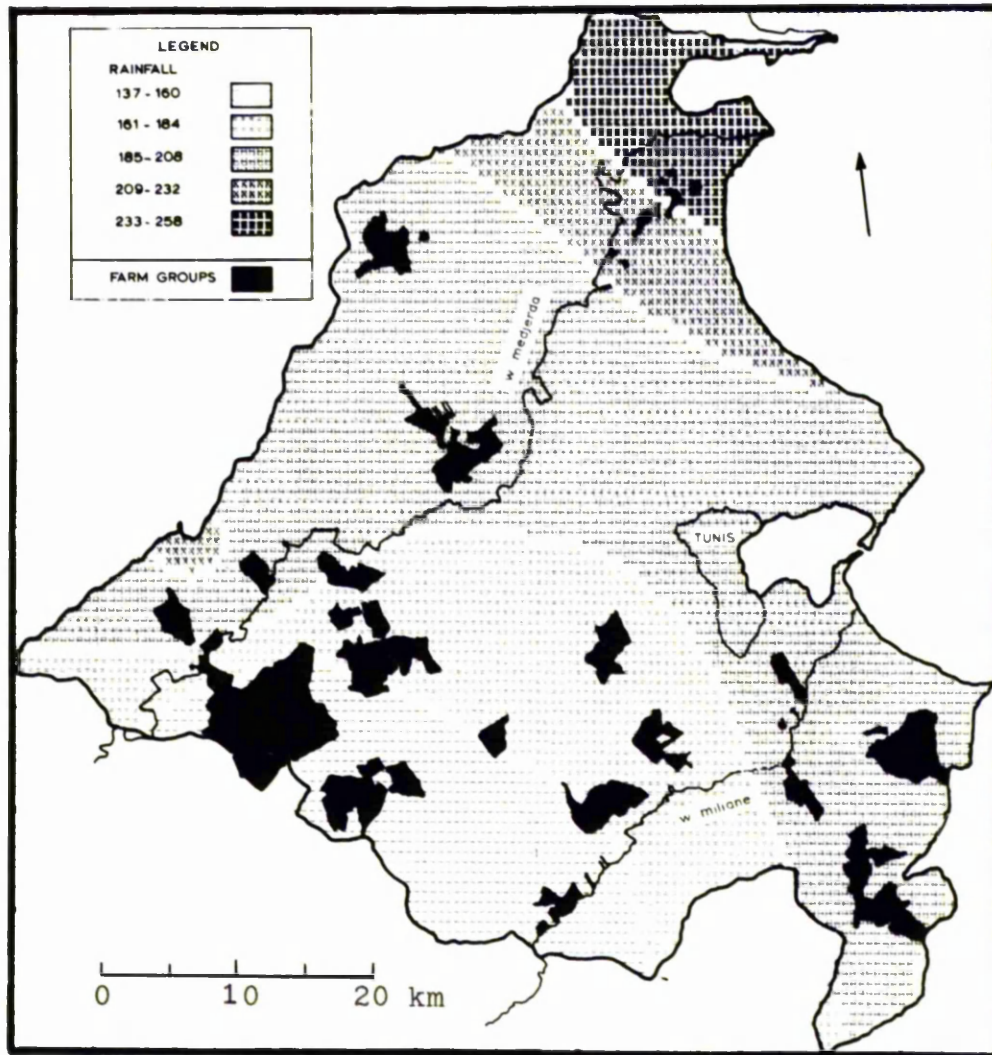 LEGEND
RAINFALL
137 - 160
161 - 184
185 - 208
209 - 232
233 - 258
FARM GROUPS
w medjerda
TUNIS
w miliane
0 10 20 km